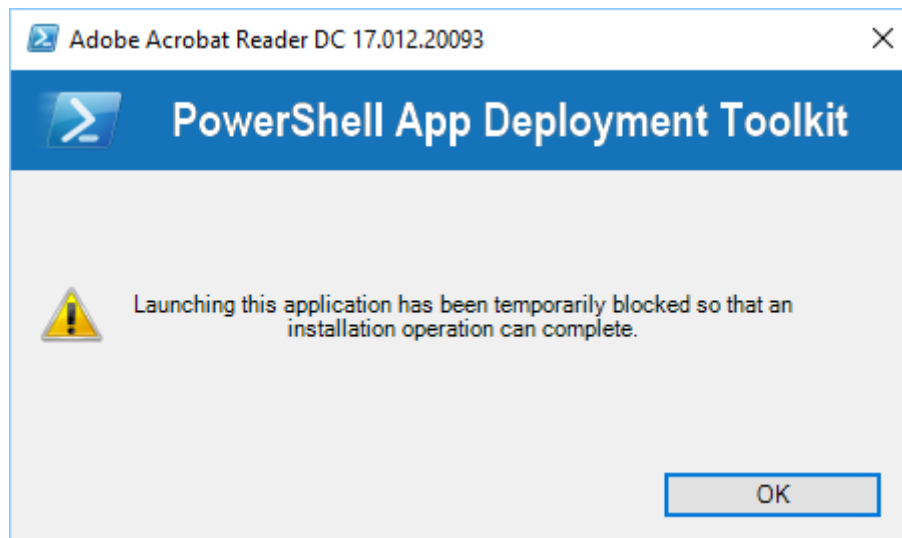 Adobe Acrobat Reader DC 17.012.20093
PowerShell App Deployment Toolkit
Launching this application has been temporarily blocked so that an
installation operation can complete.
OK